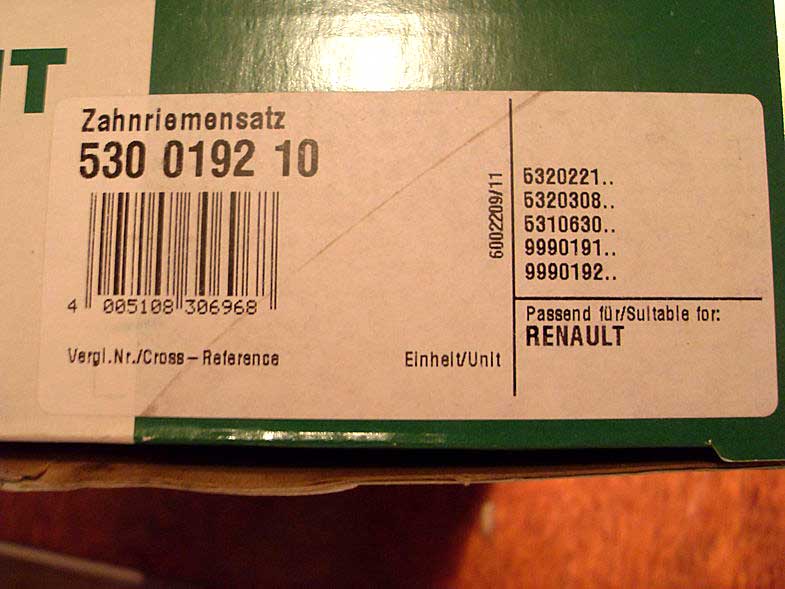 NT
Zahnriemensatz
530 0192 10
4 005108 306968
Vergl.Nr./Cross-Reference
Einheit/Unit
6002209/11
5320221..
5320308..
5310630..
9990191..
9990192..
Passend für/Suitable for:
RENAULT